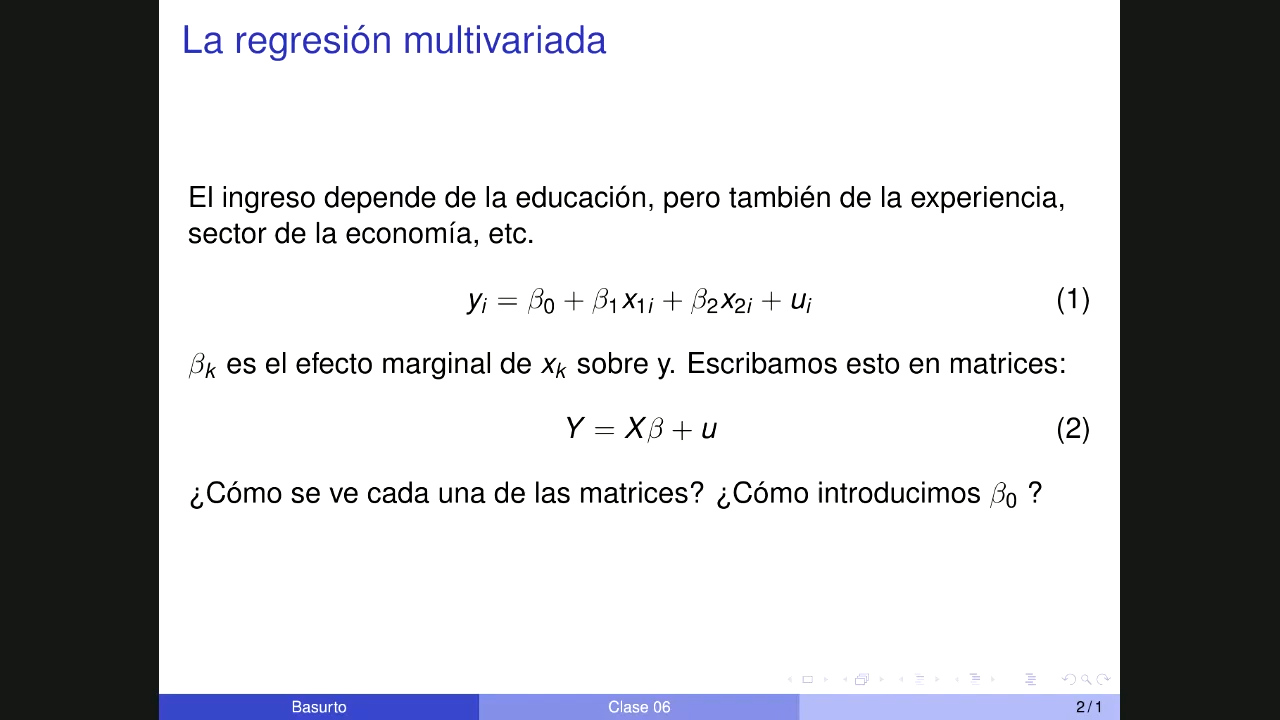 La regresión multivariada
El ingreso depende de la educación, pero también de la experiencia,
sector de la economía, etc.
yᵢ = β₀ + β₁x₁ᵢ + β₂x₂ᵢ + uᵢ (1)
βₖ es el efecto marginal de xₖ sobre y. Escribamos esto en matrices:
Y = Xβ + u (2)
¿Cómo se ve cada una de las matrices? ¿Cómo introducimos β₀ ?
Basurto Clase 06 2 / 1